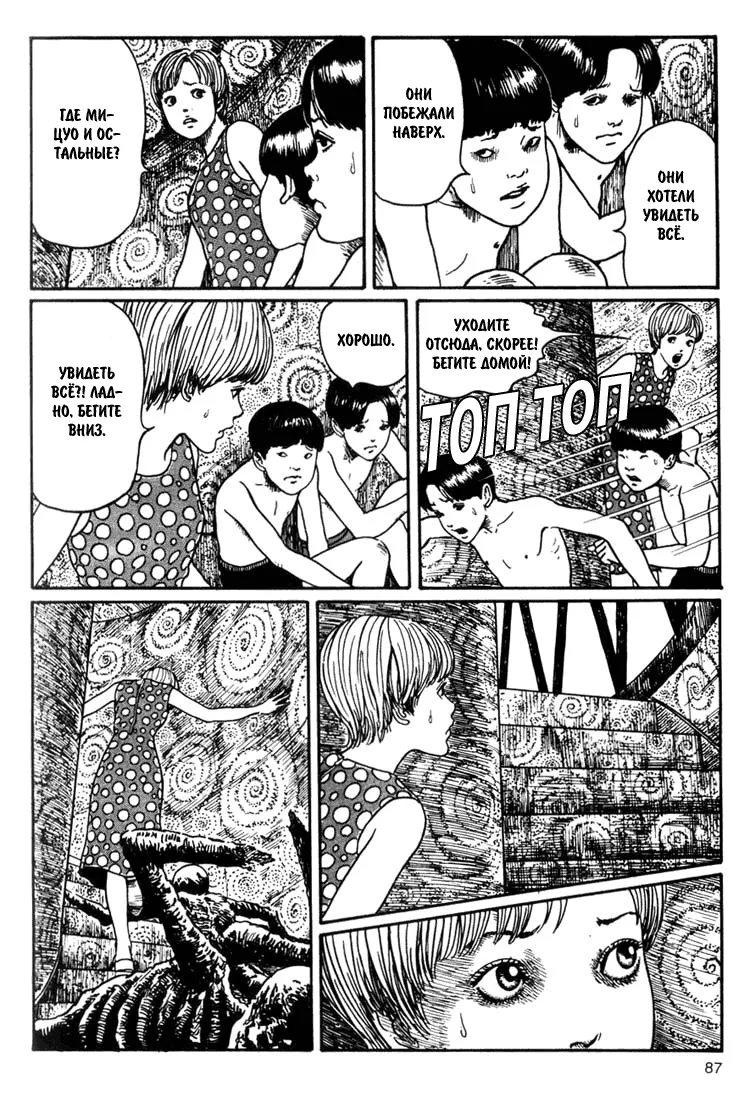 ГДЕ МИ-
ЦУО И ОС-
ТАЛЬНЫЕ?
ОНИ
ПОБЕЖАЛИ
НАВЕРХ.
ОНИ
ХОТЕЛИ
УВИДЕТЬ
ВСЁ.
УВИДЕТЬ
ВСЁ?! ЛАД-
НО, БЕГИТЕ
ВНИЗ.
ХОРОШО.
УХОДИТЕ
ОТСЮДА, СКОРЕЕ!
БЕГИТЕ ДОМОЙ!
ТОП ТОП
87